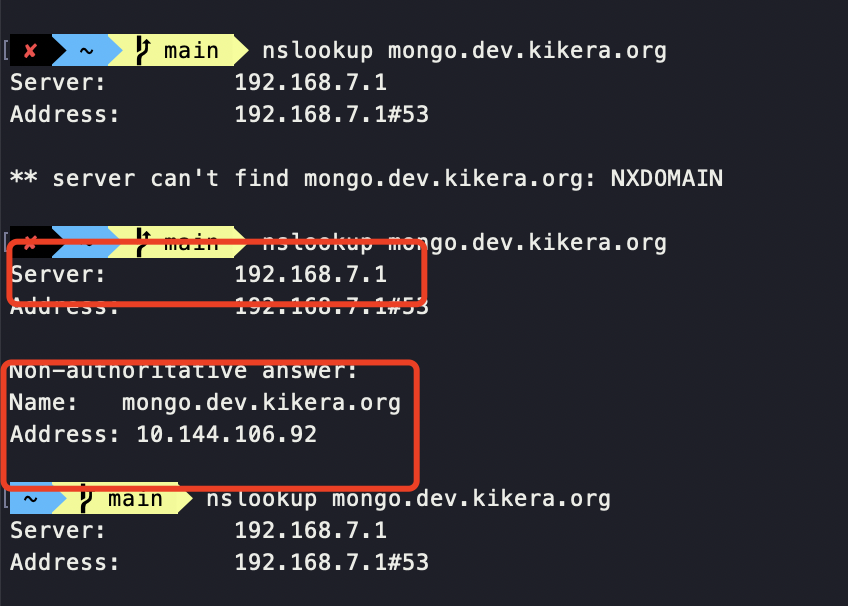 ✘ ~ main nslookup mongo.dev.kikera.org
Server: 192.168.7.1
Address: 192.168.7.1#53
** server can't find mongo.dev.kikera.org: NXDOMAIN
✘ ~ main nslookup mongo.dev.kikera.org
Server: 192.168.7.1
Address: 192.168.7.1#53
Non-authoritative answer:
Name: mongo.dev.kikera.org
Address: 10.144.106.92
~ main nslookup mongo.dev.kikera.org
Server: 192.168.7.1
Address: 192.168.7.1#53